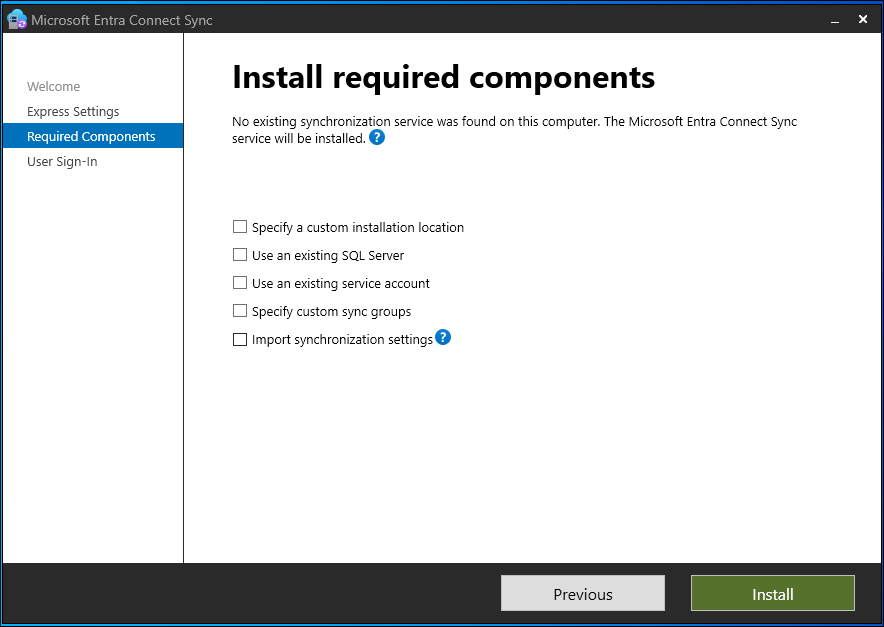 Microsoft Entra Connect Sync
Welcome
Express Settings
Required Components
User Sign-In
Install required components
No existing synchronization service was found on this computer. The Microsoft Entra Connect Sync
service will be installed. ?
Specify a custom installation location
Use an existing SQL Server
Use an existing service account
Specify custom sync groups
Import synchronization settings ?
Previous
Install